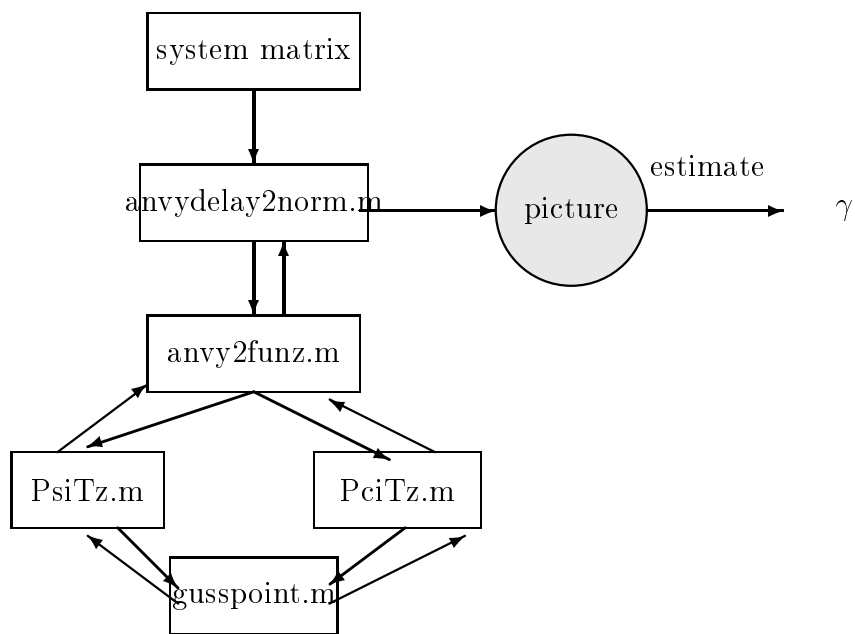 system matrix
estimate
anvydelay2norm.m
picture
γ
anvy2funz.m
PsiTz.m
PciTz.m
gusspoint.m